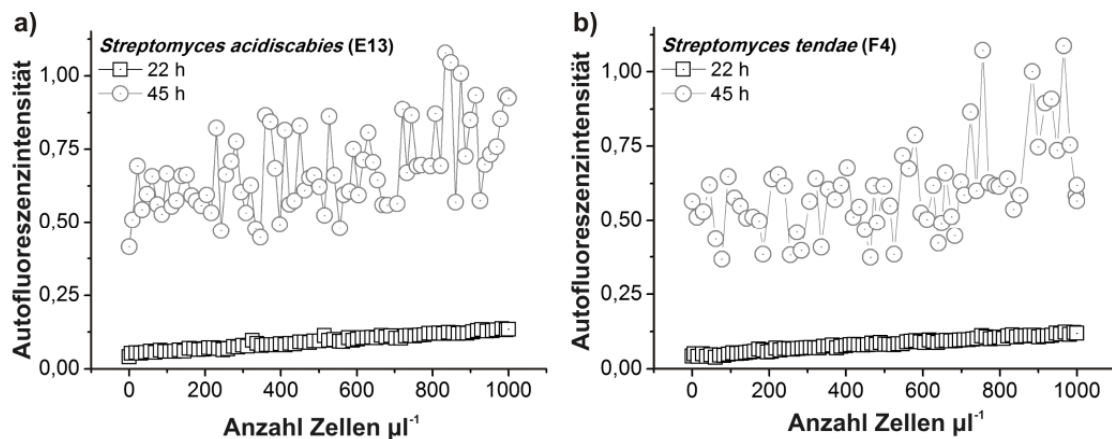 a)
Streptomyces acidiscabies (E13)
22 h
45 h
1,00
0,75
0,50
0,25
0,00
Autofluoreszenzintensität
0 200 400 600 800 1000
Anzahl Zellen µl-1
b)
Streptomyces tendae (F4)
22 h
45 h
1,00
0,75
0,50
0,25
0,00
Autofluoreszenzintensität
0 200 400 600 800 1000
Anzahl Zellen µl-1